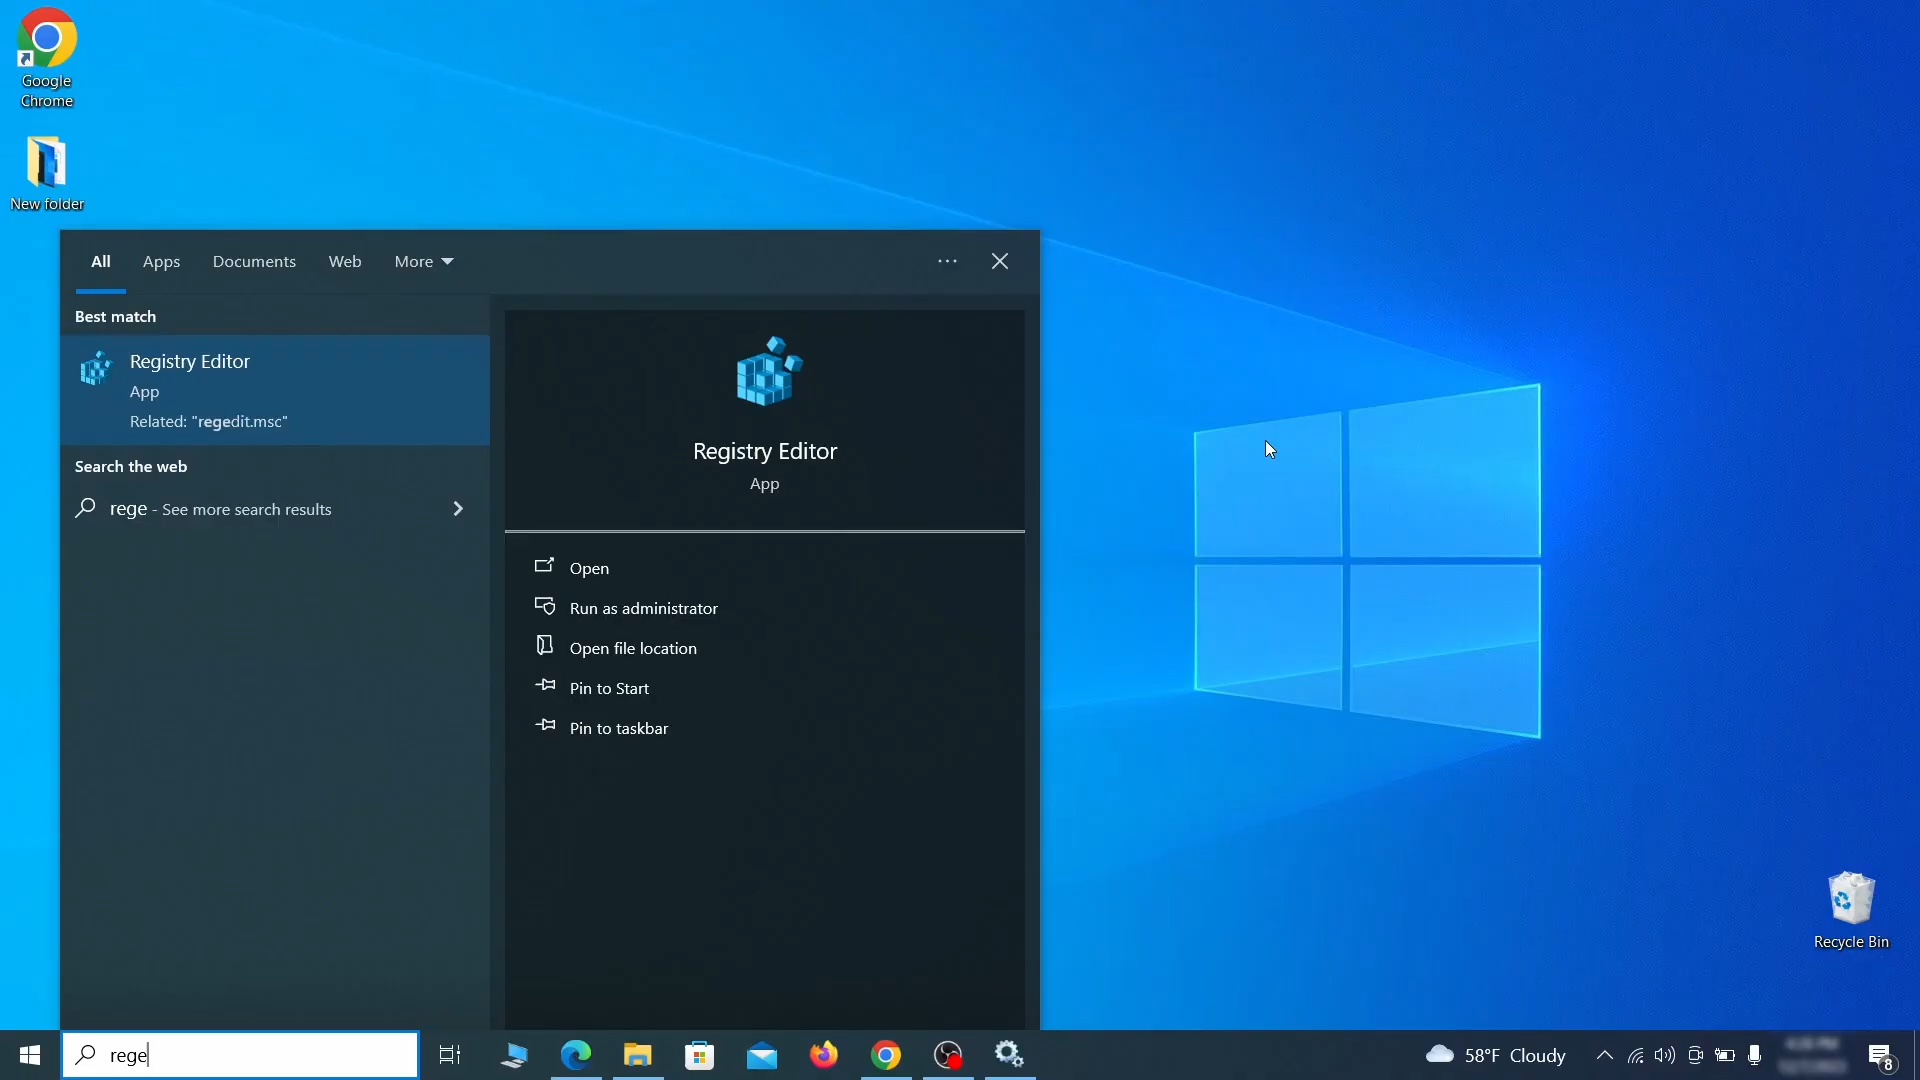 Google
Chrome
New folder
All Apps Documents Web More
Best match
Registry Editor
App
Related: "regedit.msc"
Search the web
rege - See more search results
Registry Editor
App
Open
Run as administrator
Open file location
Pin to Start
Pin to taskbar
Recycle Bin
rege
58°F Cloudy
8